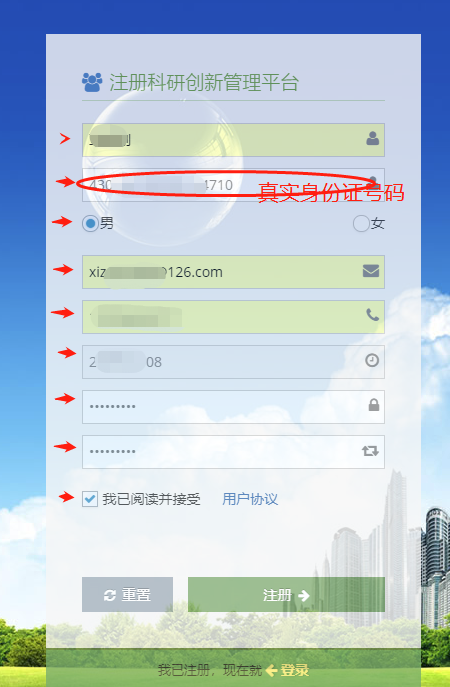 注册科研创新管理平台
430 4710
真实身份证号码
男 女
xiz 126.com
2 08
•••••••••
•••••••••
我已阅读并接受 用户协议
重置 注册
我已注册，现在就 登录